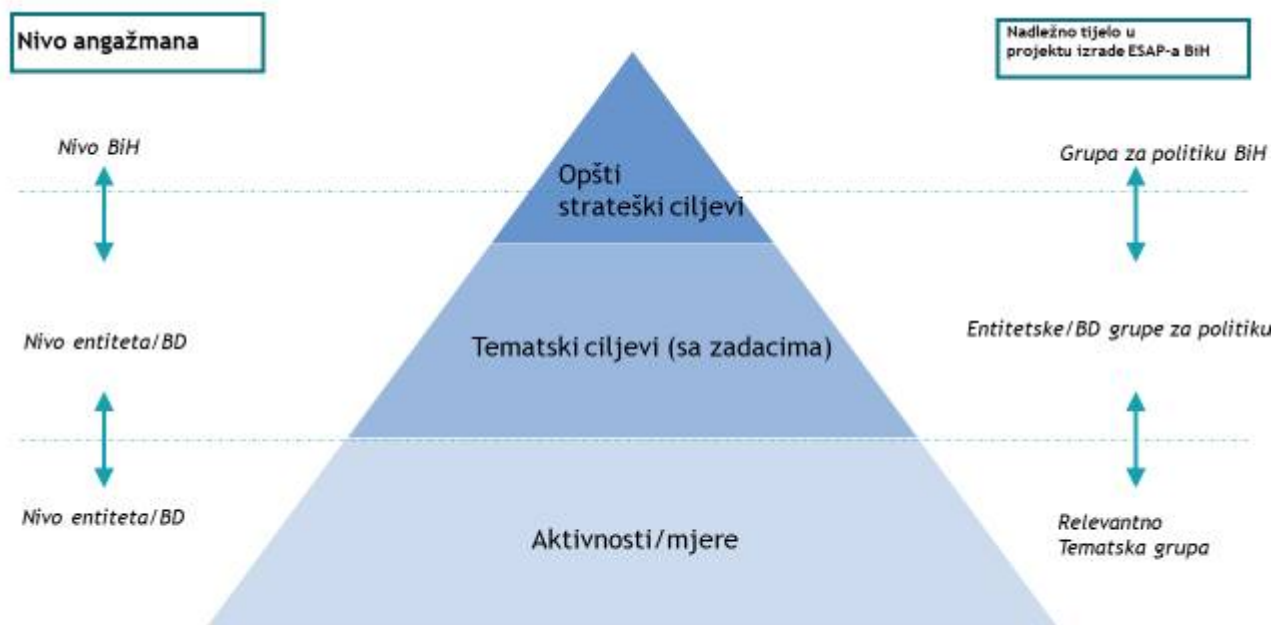 Nivo angažmana
Nadležno tijelo u
projektu izrade ESAP-a BiH
Nivo BiH
Grupa za politiku BiH
Opšti
strateški ciljevi
Nivo entiteta/BD
Tematski ciljevi (sa zadacima)
Entitetske/BD grupe za politiku
Nivo entiteta/BD
Aktivnosti/mjere
Relevantno
Tematska grupa